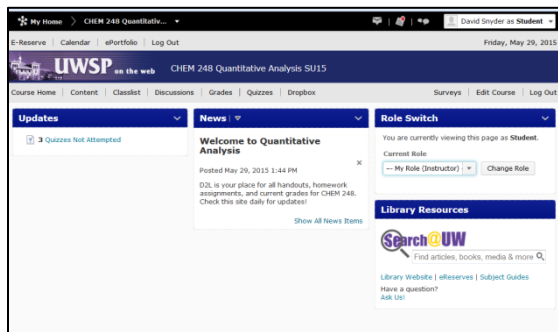 My Home > CHEM 248 Quantitativ...
David Snyder as Student
E-Reserve | Calendar | ePortfolio | Log Out
Friday, May 29, 2015
UWSP on the web
CHEM 248 Quantitative Analysis SU15
Course Home | Content | Classlist | Discussions | Grades | Quizzes | Dropbox
Surveys | Edit Course | Log Out
Updates
3 Quizzes Not Attempted
News
Welcome to Quantitative
Analysis
Posted May 29, 2015 1:44 PM
D2L is your place for all handouts, homework
assignments, and current grades for CHEM 248.
Check this site daily for updates!
Show All News Items
Role Switch
You are currently viewing this page as Student.
Current Role
-- My Role (Instructor)
Change Role
Library Resources
Search@UW
Find articles, books, media & more
Library Website | eReserves | Subject Guides
Have a question?
Ask Us!